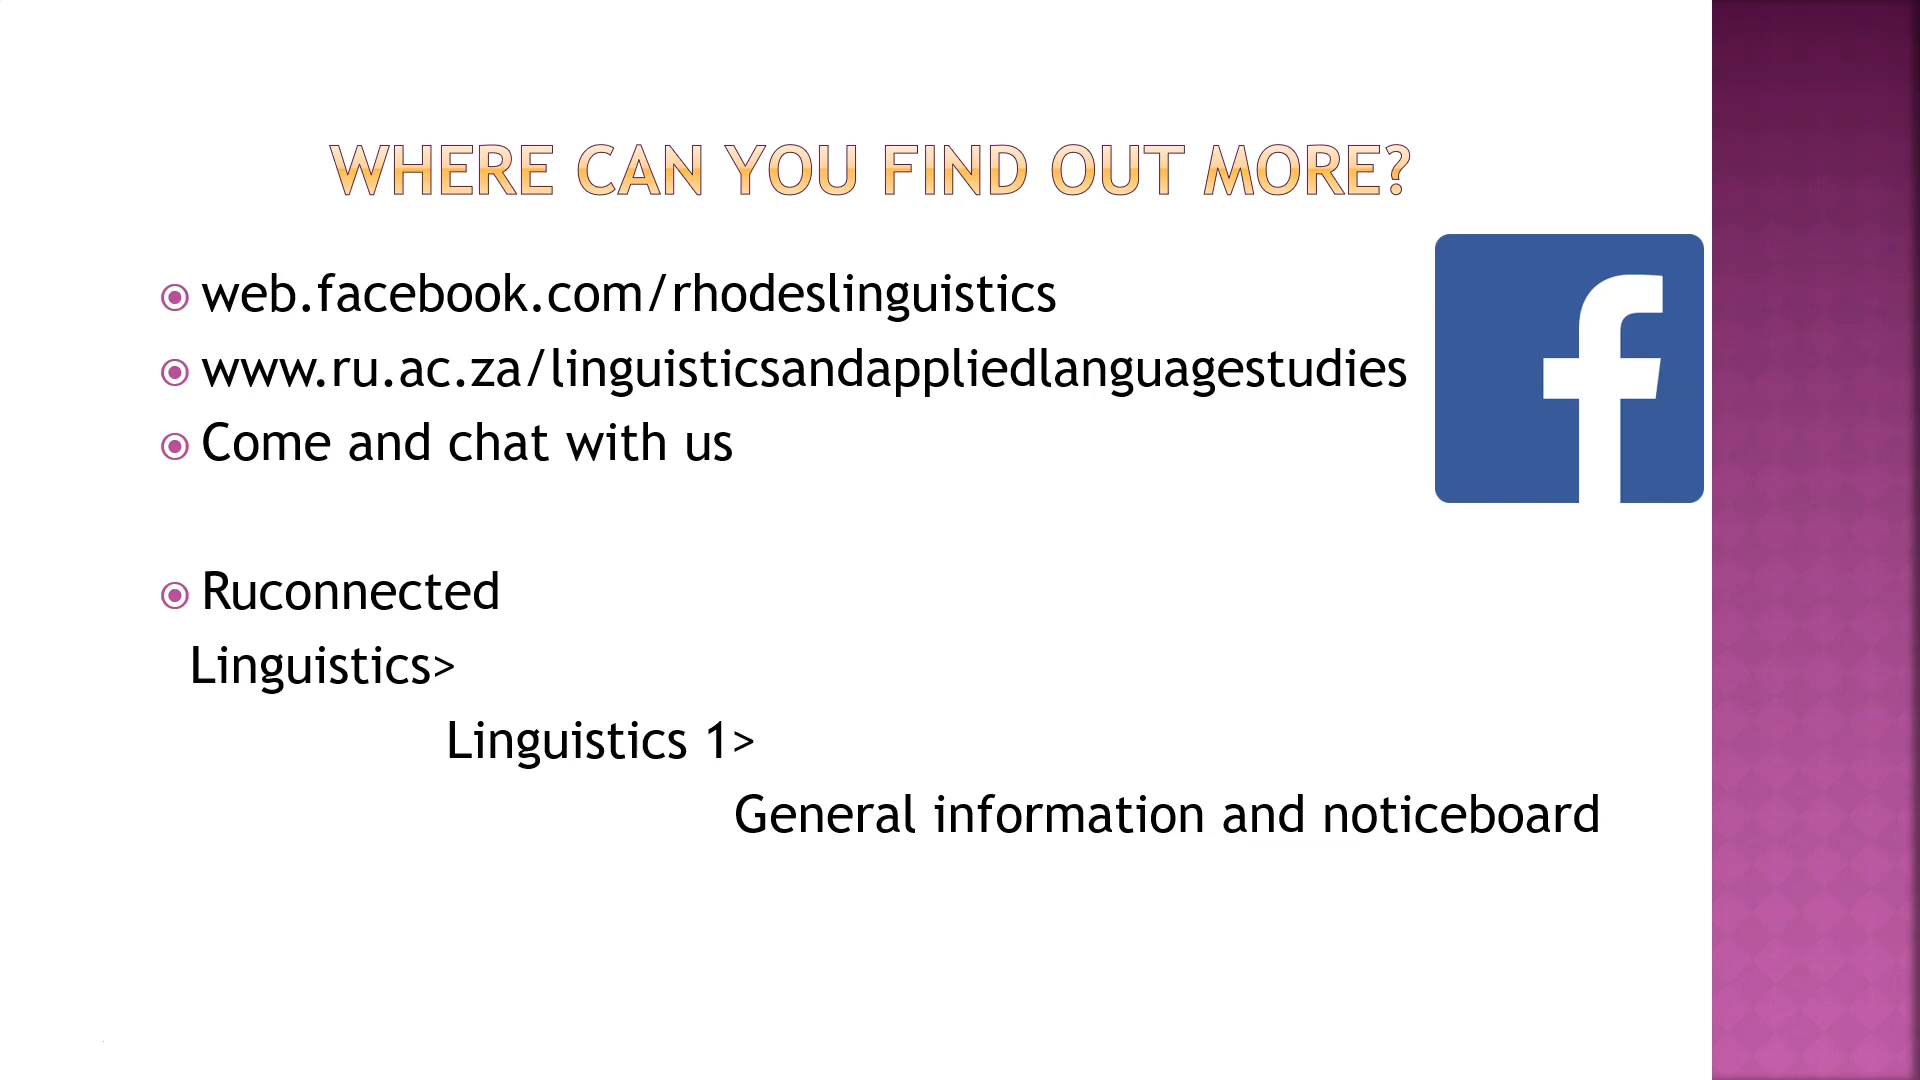 WHERE CAN YOU FIND OUT MORE?
web.facebook.com/rhodeslinguistics
www.ru.ac.za/linguisticsandappliedlanguagestudies
Come and chat with us
Ruconnected
Linguistics>
Linguistics 1>
General information and noticeboard